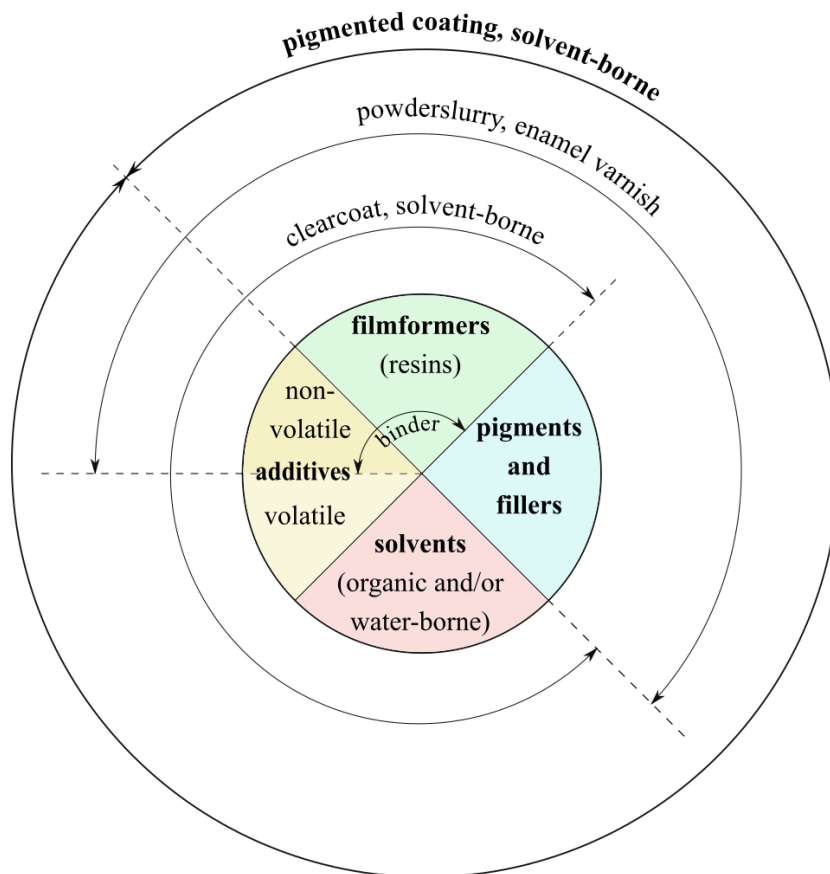 pigmented coating, solvent-borne
powderslurry, enamel varnish
clearcoat, solvent-borne
filmformers
(resins)
non-
volatile
additives
volatile
binder
pigments
and
fillers
solvents
(organic and/or
water-borne)